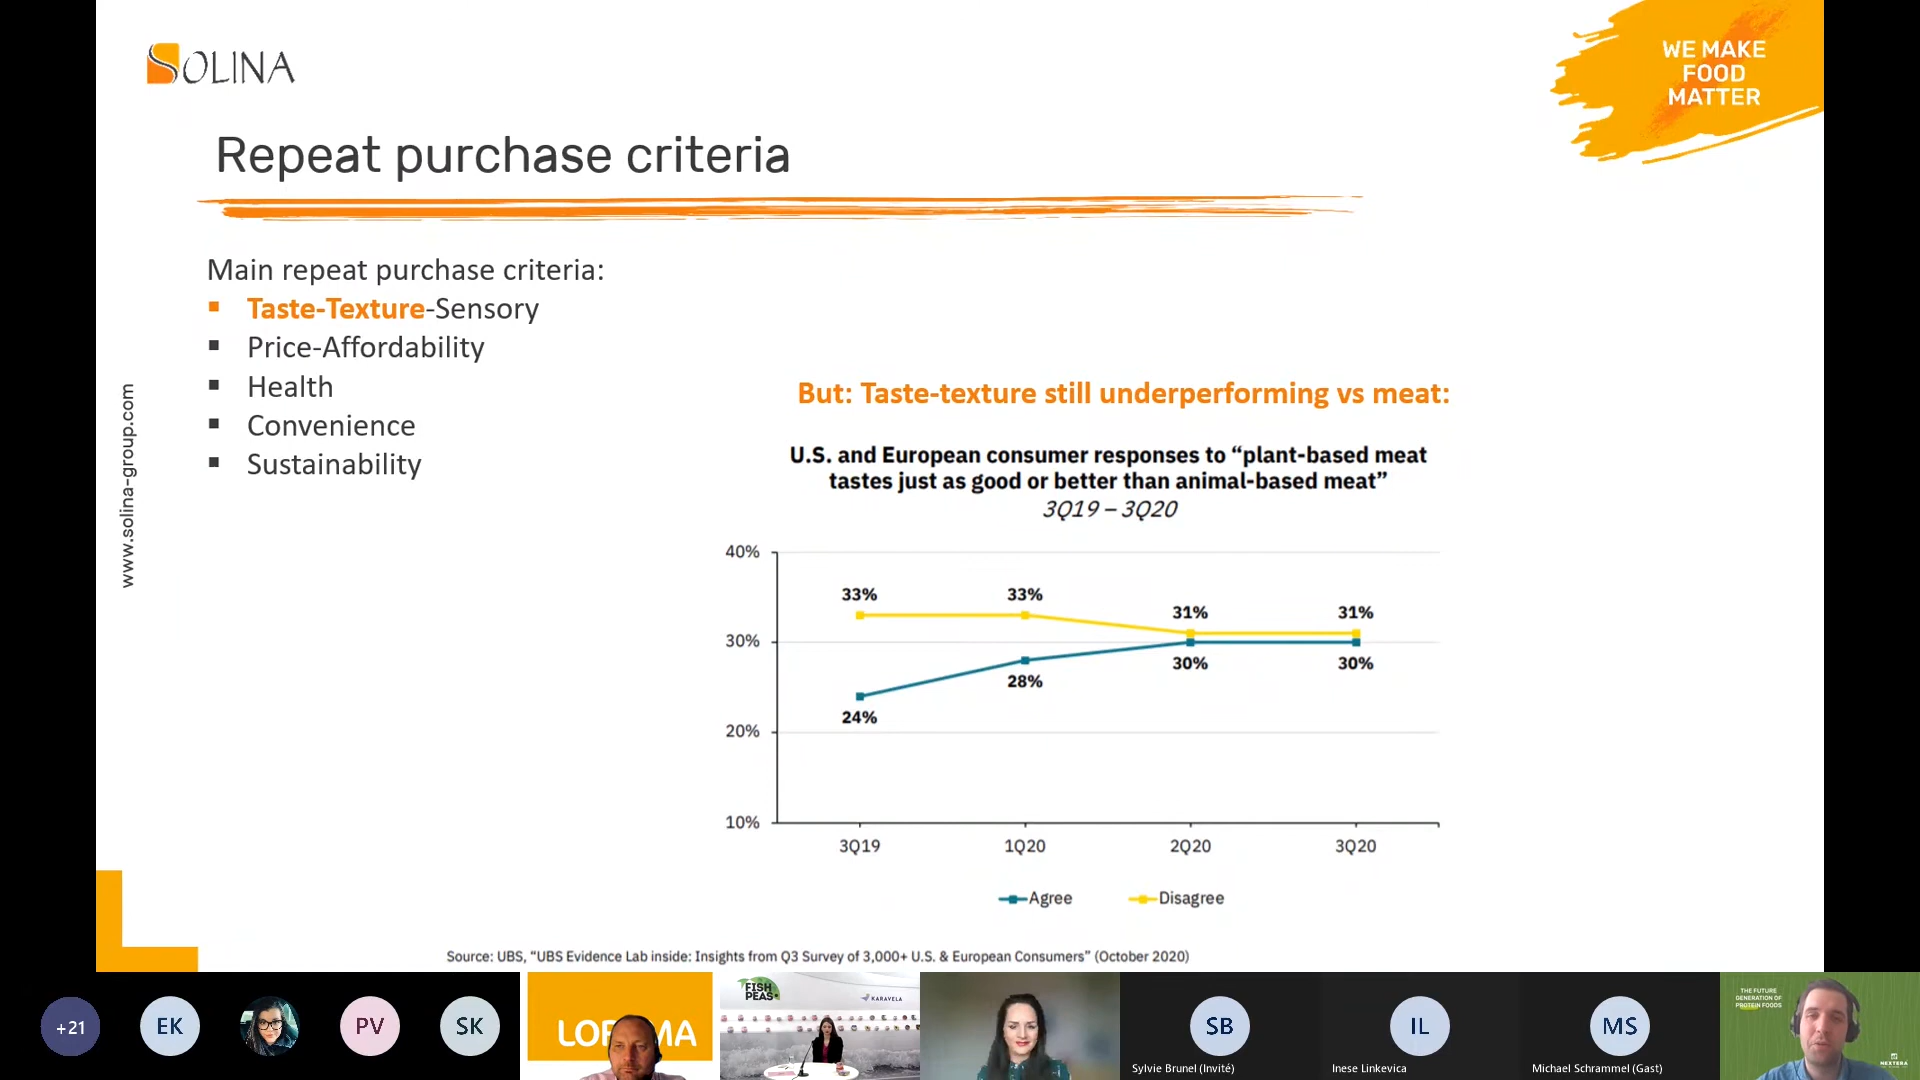 SOLINA
WE MAKE
FOOD
MATTER
Repeat purchase criteria
Main repeat purchase criteria:
Taste-Texture-Sensory
Price-Affordability
Health
Convenience
Sustainability
www.solina-group.com
But: Taste-texture still underperforming vs meat:
U.S. and European consumer responses to “plant-based meat
tastes just as good or better than animal-based meat”
3Q19 – 3Q20
40%
30%
20%
10%
33%
33%
31%
31%
24%
28%
30%
30%
3Q19
1Q20
2Q20
3Q20
Agree
Disagree
Source: UBS, “UBS Evidence Lab inside: Insights from Q3 Survey of 3,000+ U.S. & European Consumers” (October 2020)
+21
EK
PV
SK
FISH
PEAS
KARAVELA
SB
Sylvie Brunel (Invité)
IL
Inese Linkevica
MS
Michael Schrammel (Gast)
THE FUTURE
GENERATION OF
PROTEIN FOODS
NEXTERA